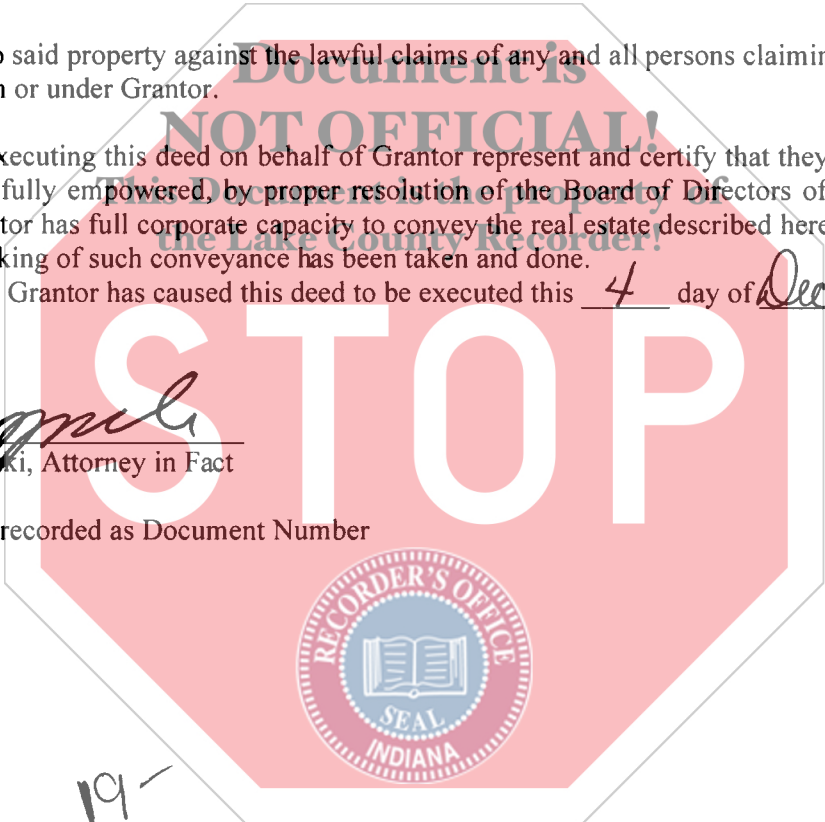 o said property against the lawful claims of any and all persons claimin
n or under Grantor.
xecuting this deed on behalf of Grantor represent and certify that they
fully empowered, by proper resolution of the Board of Directors of
tor has full corporate capacity to convey the real estate described here
king of such conveyance has been taken and done.
Grantor has caused this deed to be executed this 4 day of Dec
ki, Attorney in Fact
recorded as Document Number
Document is
NOT OFFICIAL!
This Document is the property of
the Lake County Recorder!
STOP
RECORDER'S OFFICE
SEAL
INDIANA
19-